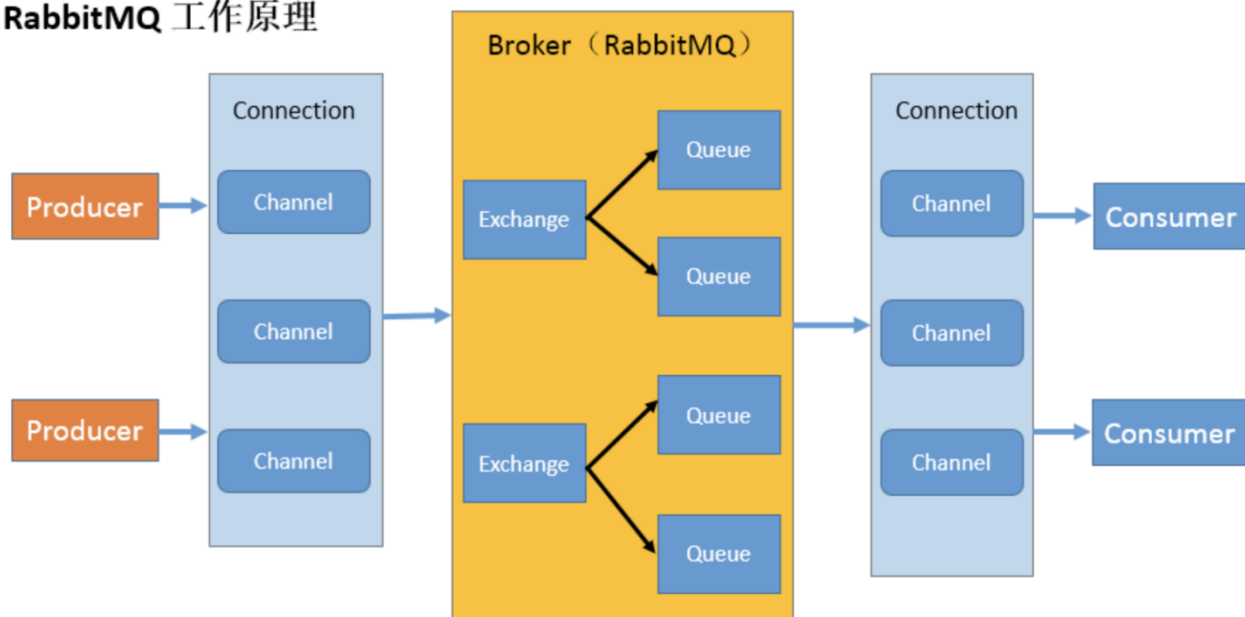 RabbitMQ 工作原理
Broker（RabbitMQ）
Connection
Connection
Queue
Channel
Channel
Producer
Exchange
Consumer
Queue
Channel
Channel
Queue
Producer
Consumer
Channel
Exchange
Channel
Queue